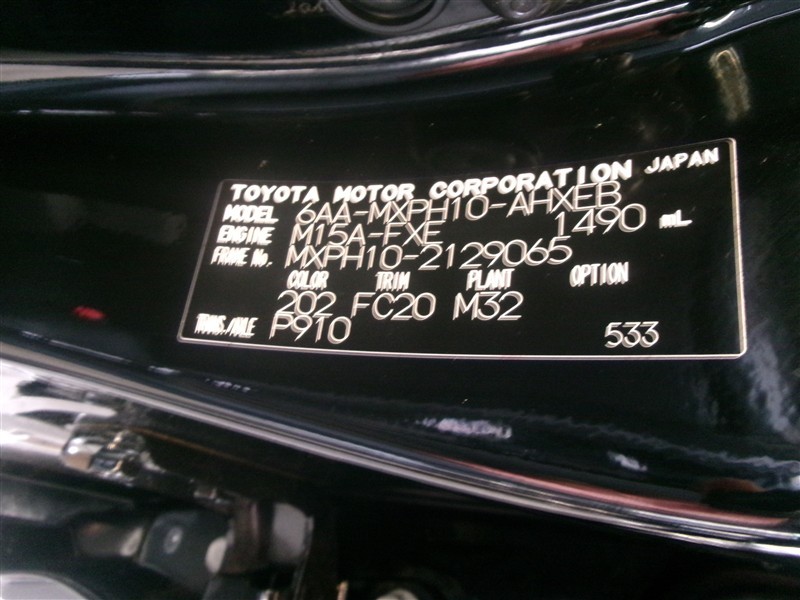 TOYOTA MOTOR CORPORATION JAPAN
MODEL 6AA-MXPH10-AHXEB
ENGINE M15A-FXE 1490 mL
FRAME No. MXPH10-2129065
COLOR TRIM PLANT OPTION
202 FC20 M32
TRANS./AXLE P910 533